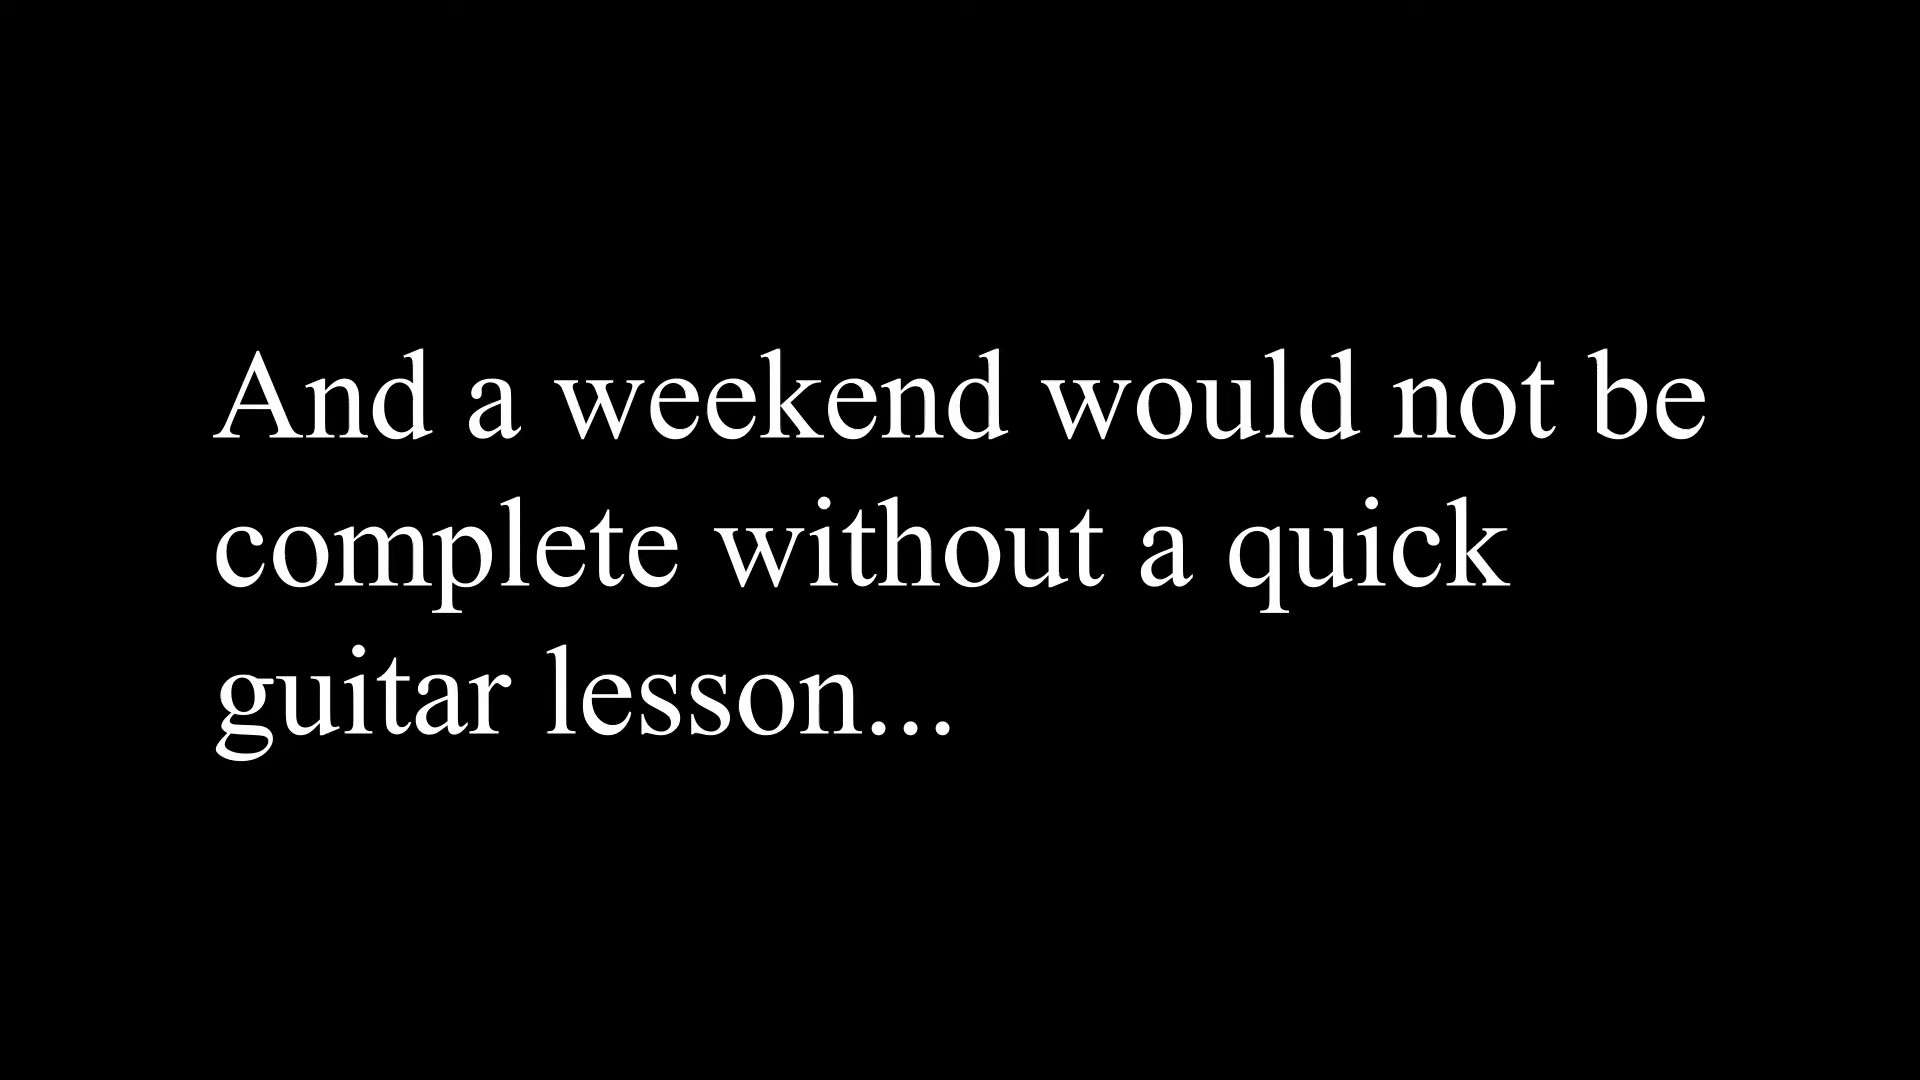 And a weekend would not be
complete without a quick
guitar lesson...